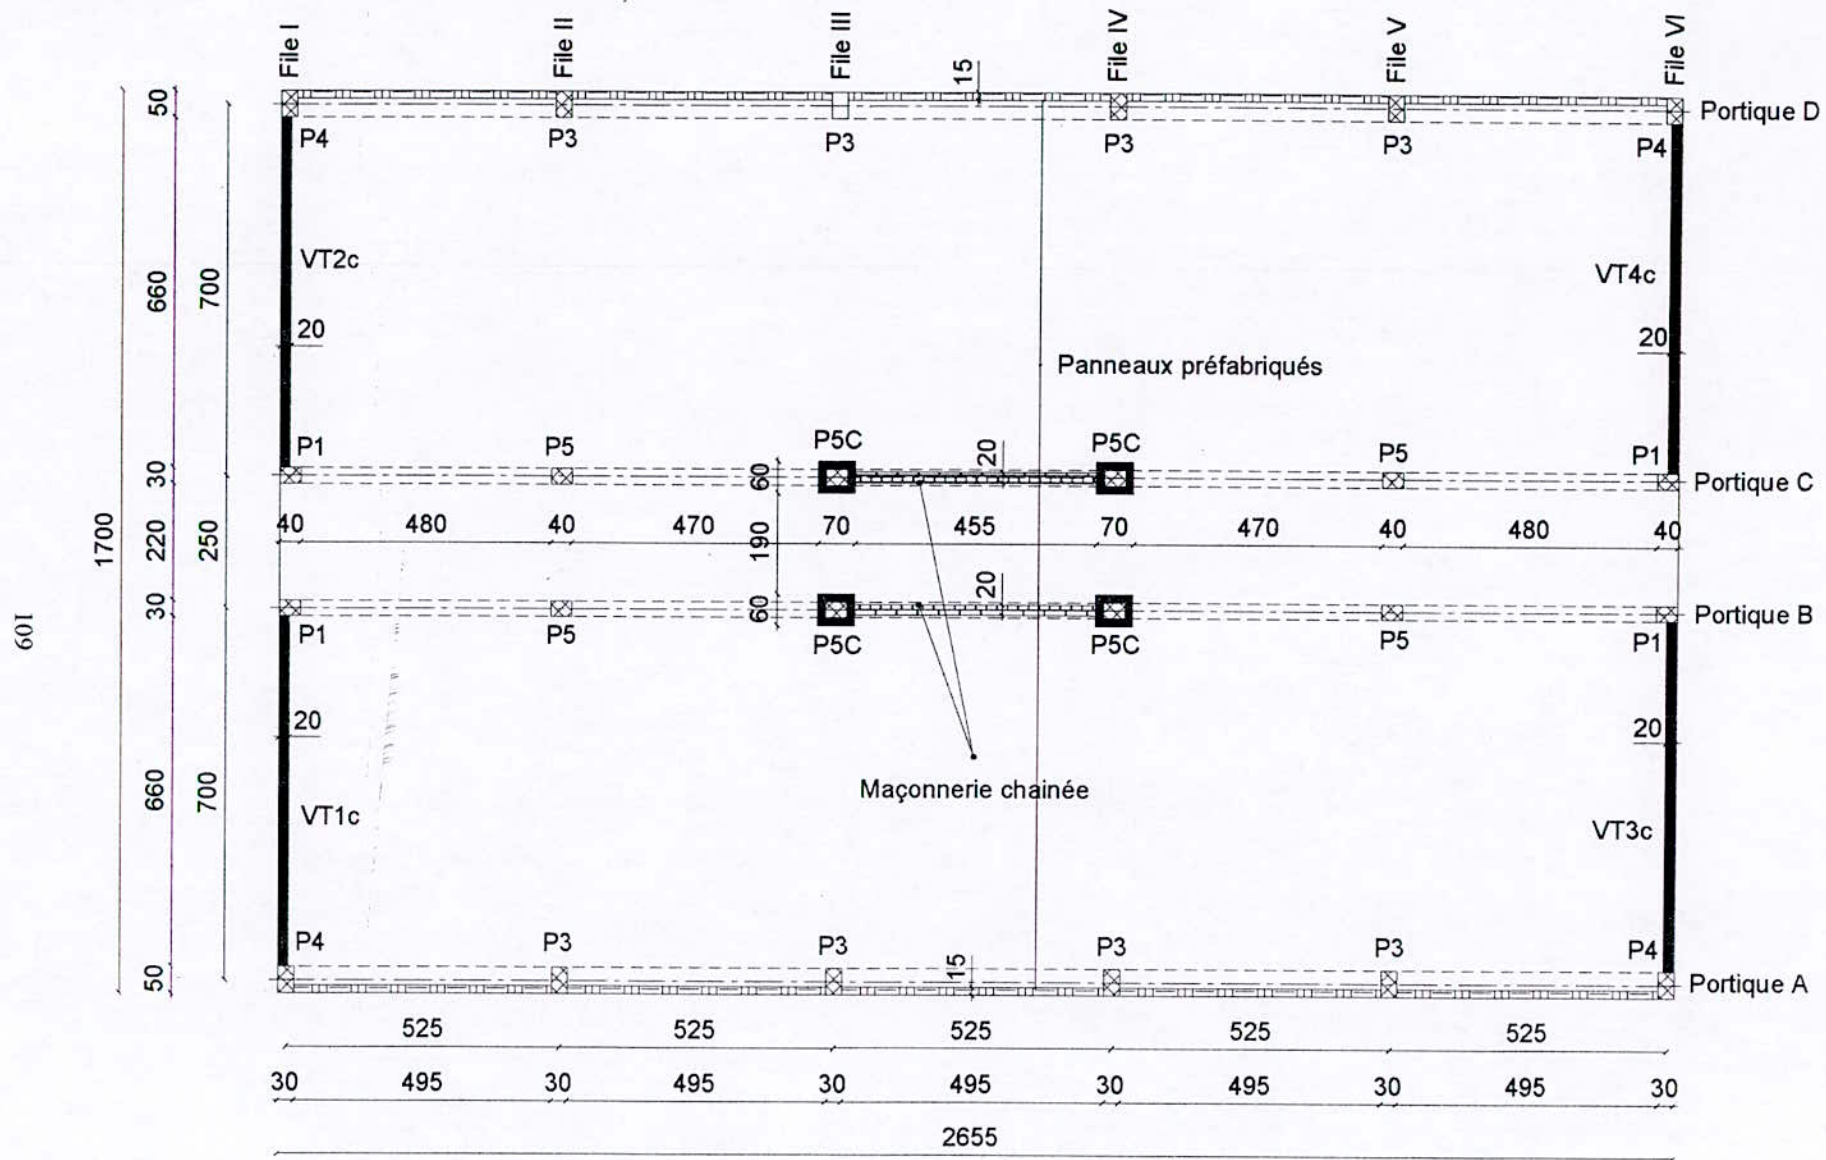 File I
File II
File III
File IV
File V
File VI
15
Portique D
P4
P3
P3
P3
P3
P4
50
660
700
VT2c
VT4c
20
20
Panneaux préfabriqués
P1
P5
P5C
20
P5C
P5
P1
Portique C
30
60
40
480
40
470
70
455
70
470
40
480
40
1700
220
250
190
20
30
60
Portique B
P1
P5
P5C
P5C
P5
P1
109
20
20
660
700
Maçonnerie chainée
VT1c
VT3c
P4
P3
P3
P3
P3
P4
50
15
Portique A
525
525
525
525
525
30
495
30
495
30
495
30
495
30
495
30
2655